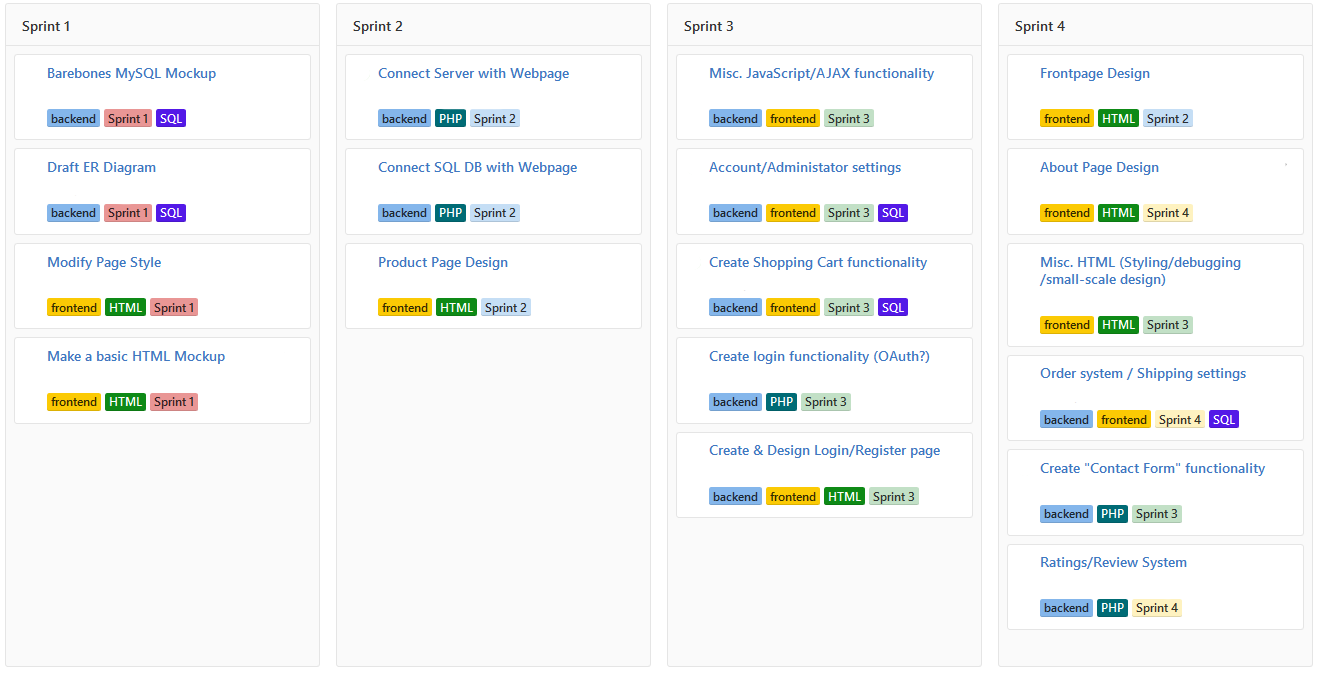 Sprint 1
Barebones MySQL Mockup
backend Sprint 1 SQL
Draft ER Diagram
backend Sprint 1 SQL
Modify Page Style
frontend HTML Sprint 1
Make a basic HTML Mockup
frontend HTML Sprint 1
Sprint 2
Connect Server with Webpage
backend PHP Sprint 2
Connect SQL DB with Webpage
backend PHP Sprint 2
Product Page Design
frontend HTML Sprint 2
Sprint 3
Misc. JavaScript/AJAX functionality
backend frontend Sprint 3
Account/Administator settings
backend frontend Sprint 3 SQL
Create Shopping Cart functionality
backend frontend Sprint 3 SQL
Create login functionality (OAuth?)
backend PHP Sprint 3
Create & Design Login/Register page
backend frontend HTML Sprint 3
Sprint 4
Frontpage Design
frontend HTML Sprint 2
About Page Design
frontend HTML Sprint 4
Misc. HTML (Styling/debugging
/small-scale design)
frontend HTML Sprint 3
Order system / Shipping settings
backend frontend Sprint 4 SQL
Create "Contact Form" functionality
backend PHP Sprint 3
Ratings/Review System
backend PHP Sprint 4